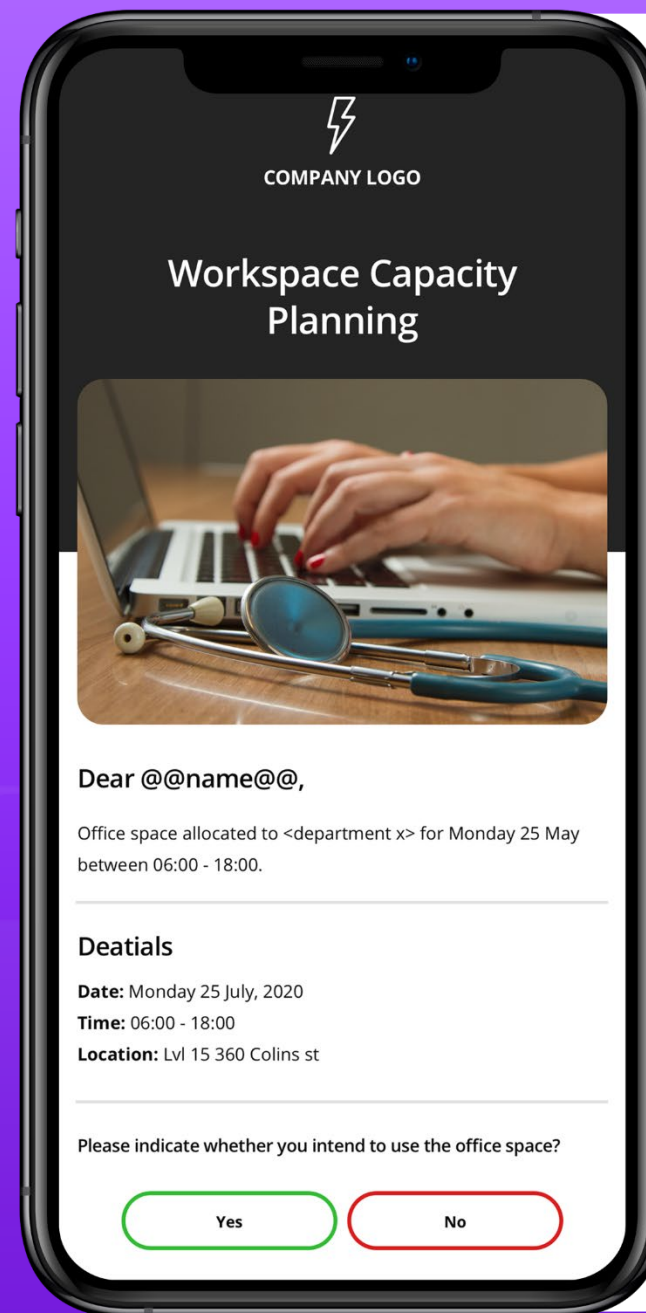 COMPANY LOGO
Workspace Capacity
Planning
Dear @@name@@,
Office space allocated to <department x> for Monday 25 May
between 06:00 - 18:00.
Deatials
Date: Monday 25 July, 2020
Time: 06:00 - 18:00
Location: Lvl 15 360 Colins st
Please indicate whether you intend to use the office space?
Yes
No